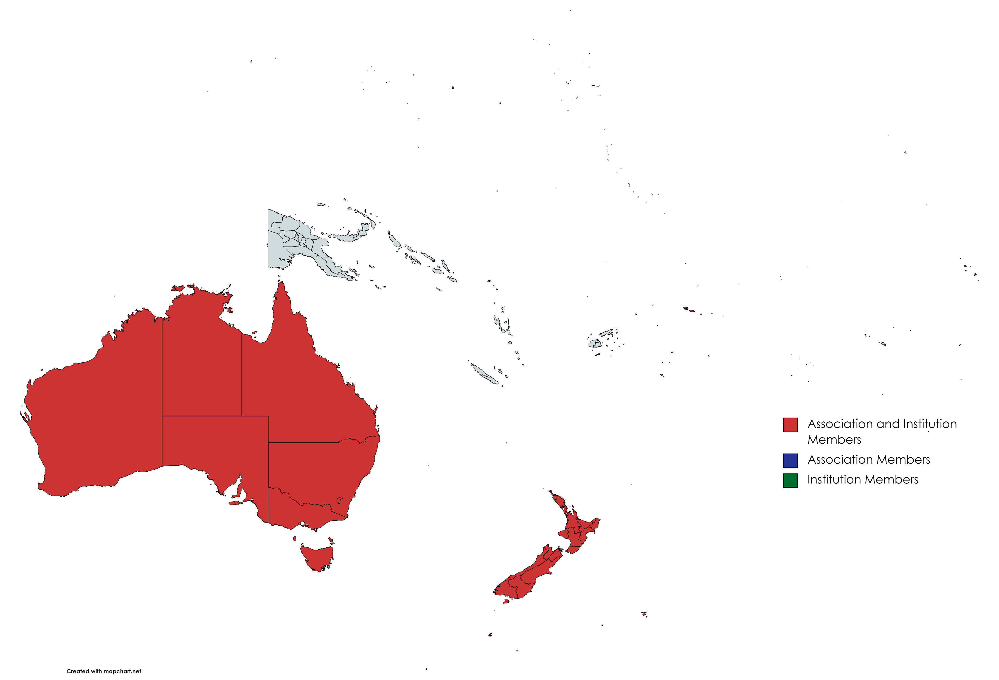 Association and Institution
Members
Association Members
Institution Members
Created with mapchart.net